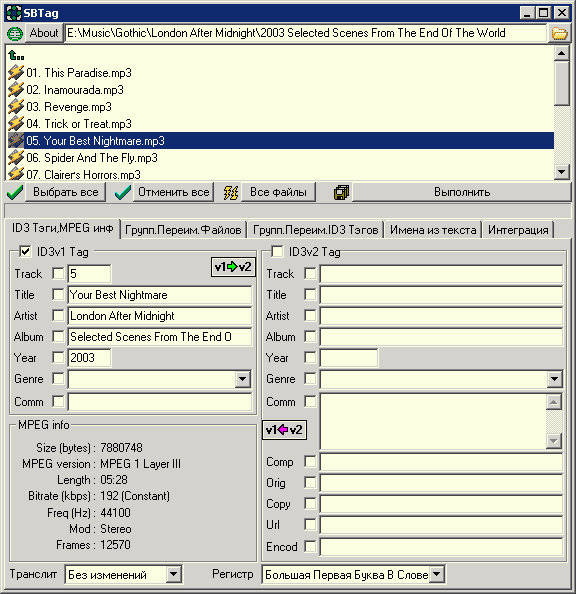 SBTag
About E:\Music\Gothic\London After Midnight\2003 Selected Scenes From The End Of The World
01. This Paradise.mp3
02. Inamourada.mp3
03. Revenge.mp3
04. Trick or Treat.mp3
05. Your Best Nightmare.mp3
06. Spider And The Fly.mp3
07. Clairer's Horrors.mp3
Выбрать все Отменить все Все файлы Выполнить
ID3 Тэги,MPEG инф Групп.Переим.Файлов Групп.Переим.ID3 Тэгов Имена из текста Интеграция
ID3v1 Tag
Track 5 v1 v2
Title Your Best Nightmare
Artist London After Midnight
Album Selected Scenes From The End O
Year 2003
Genre
Comm
MPEG info
Size (bytes) : 7880748
MPEG version : MPEG 1 Layer III
Length : 05:28
Bitrate (kbps) : 192 (Constant)
Freq (Hz) : 44100
Mod : Stereo
Frames : 12570
ID3v2 Tag
Track
Title
Artist
Album
Year
Genre
Comm
v1 v2
Comp
Orig
Copy
Url
Encod
Транслит Без изменений Регистр Большая Первая Буква В Слове